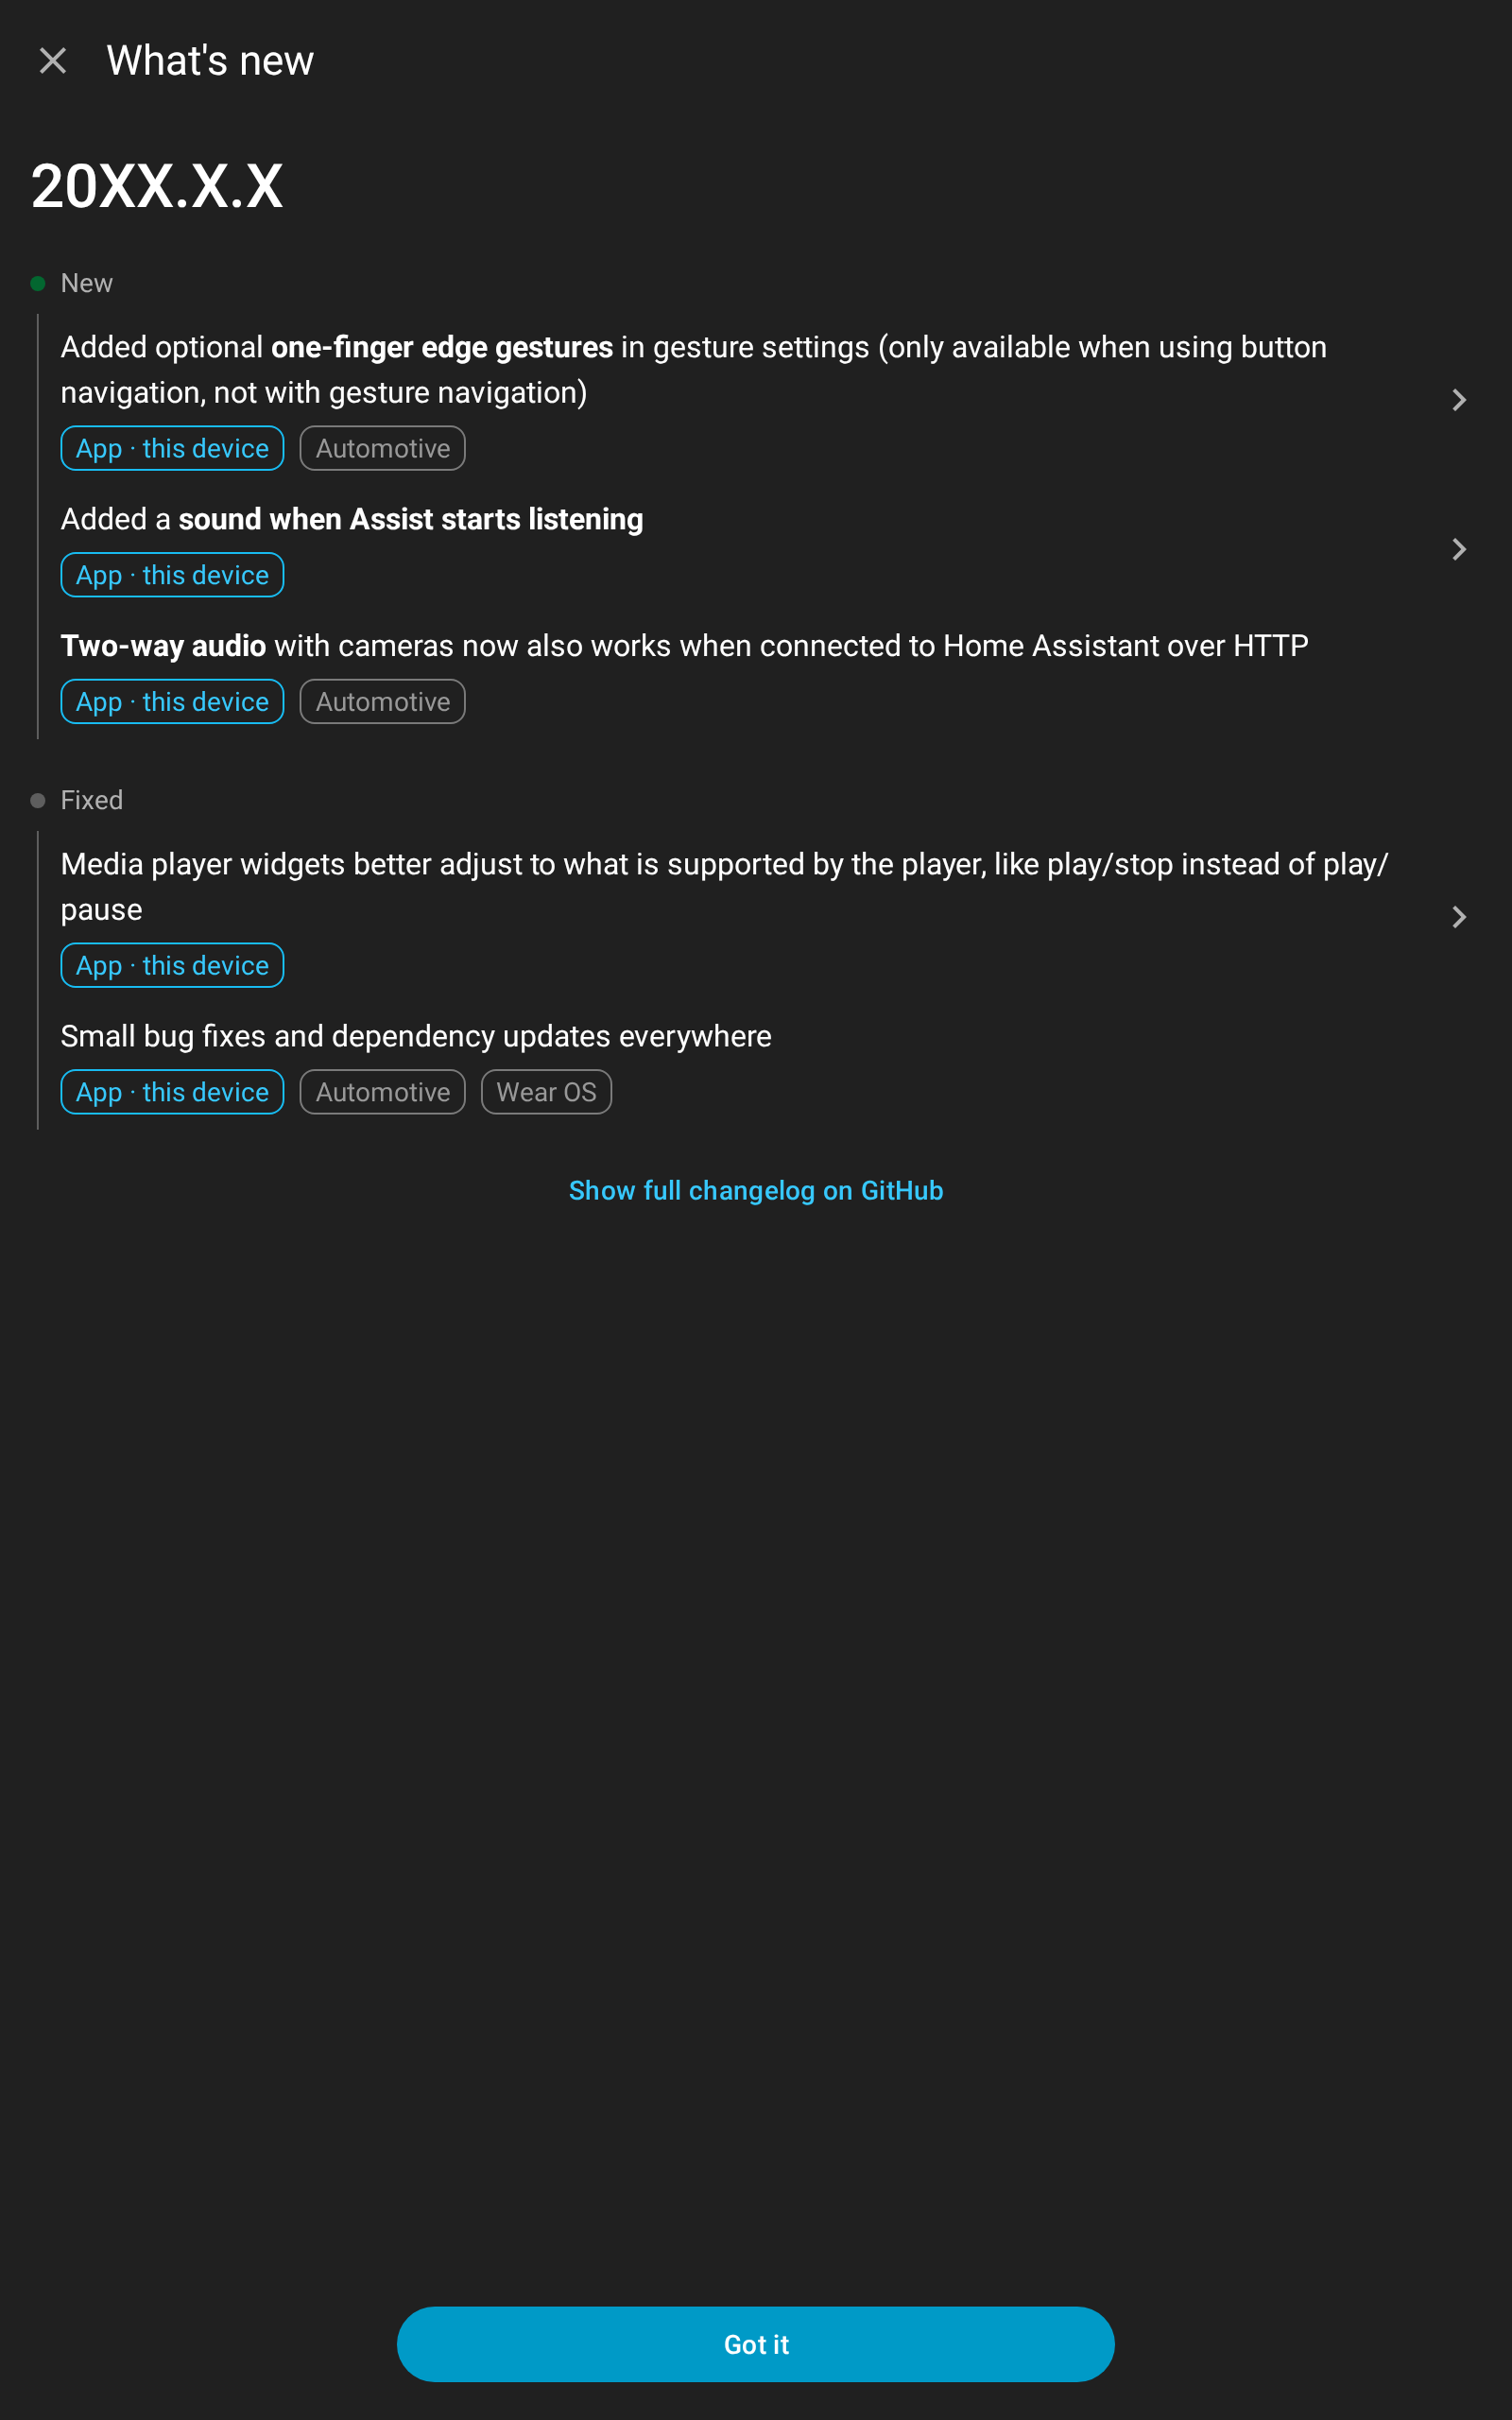 What's new
20XX.X.X
New
Added optional one-finger edge gestures in gesture settings (only available when using button
navigation, not with gesture navigation)
App · this device Automotive
Added a sound when Assist starts listening
App · this device
Two-way audio with cameras now also works when connected to Home Assistant over HTTP
App · this device Automotive
Fixed
Media player widgets better adjust to what is supported by the player, like play/stop instead of play/
pause
App · this device
Small bug fixes and dependency updates everywhere
App · this device Automotive Wear OS
Show full changelog on GitHub
Got it